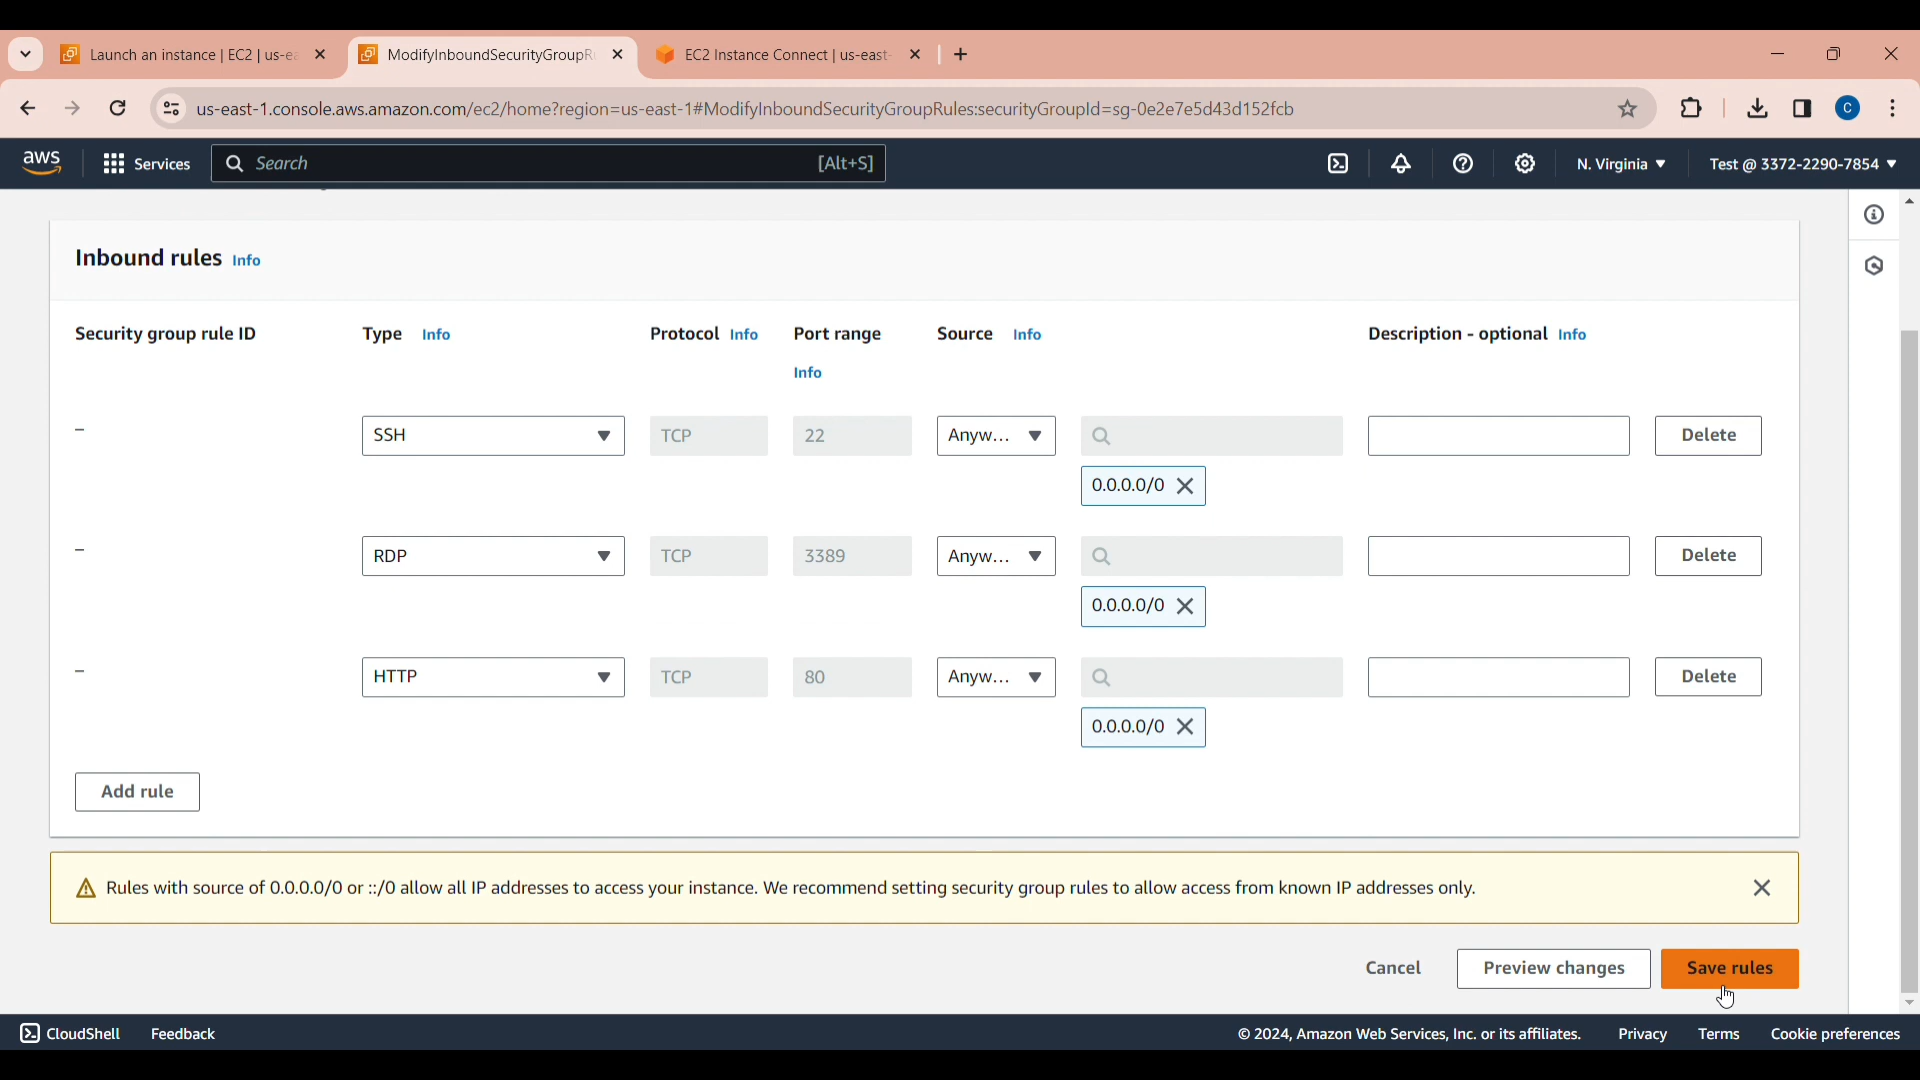 Launch an instance | EC2 | us-ea
ModifyInboundSecurityGroupR
EC2 Instance Connect | us-east-
us-east-1.console.aws.amazon.com/ec2/home?region=us-east-1#ModifyInboundSecurityGroupRules:securityGroupId=sg-0e2e7e5d43d152fcb
C
aws
Services
Search
[Alt+S]
N. Virginia
Test @ 3372-2290-7854
Inbound rules Info
Security group rule ID
Type Info
Protocol Info
Port range
Info
Source Info
Description - optional Info
–
SSH
TCP
22
Anyw...
Delete
0.0.0.0/0
–
RDP
TCP
3389
Anyw...
Delete
0.0.0.0/0
–
HTTP
TCP
80
Anyw...
Delete
0.0.0.0/0
Add rule
Rules with source of 0.0.0.0/0 or ::/0 allow all IP addresses to access your instance. We recommend setting security group rules to allow access from known IP addresses only.
Cancel
Preview changes
Save rules
CloudShell
Feedback
© 2024, Amazon Web Services, Inc. or its affiliates.
Privacy
Terms
Cookie preferences